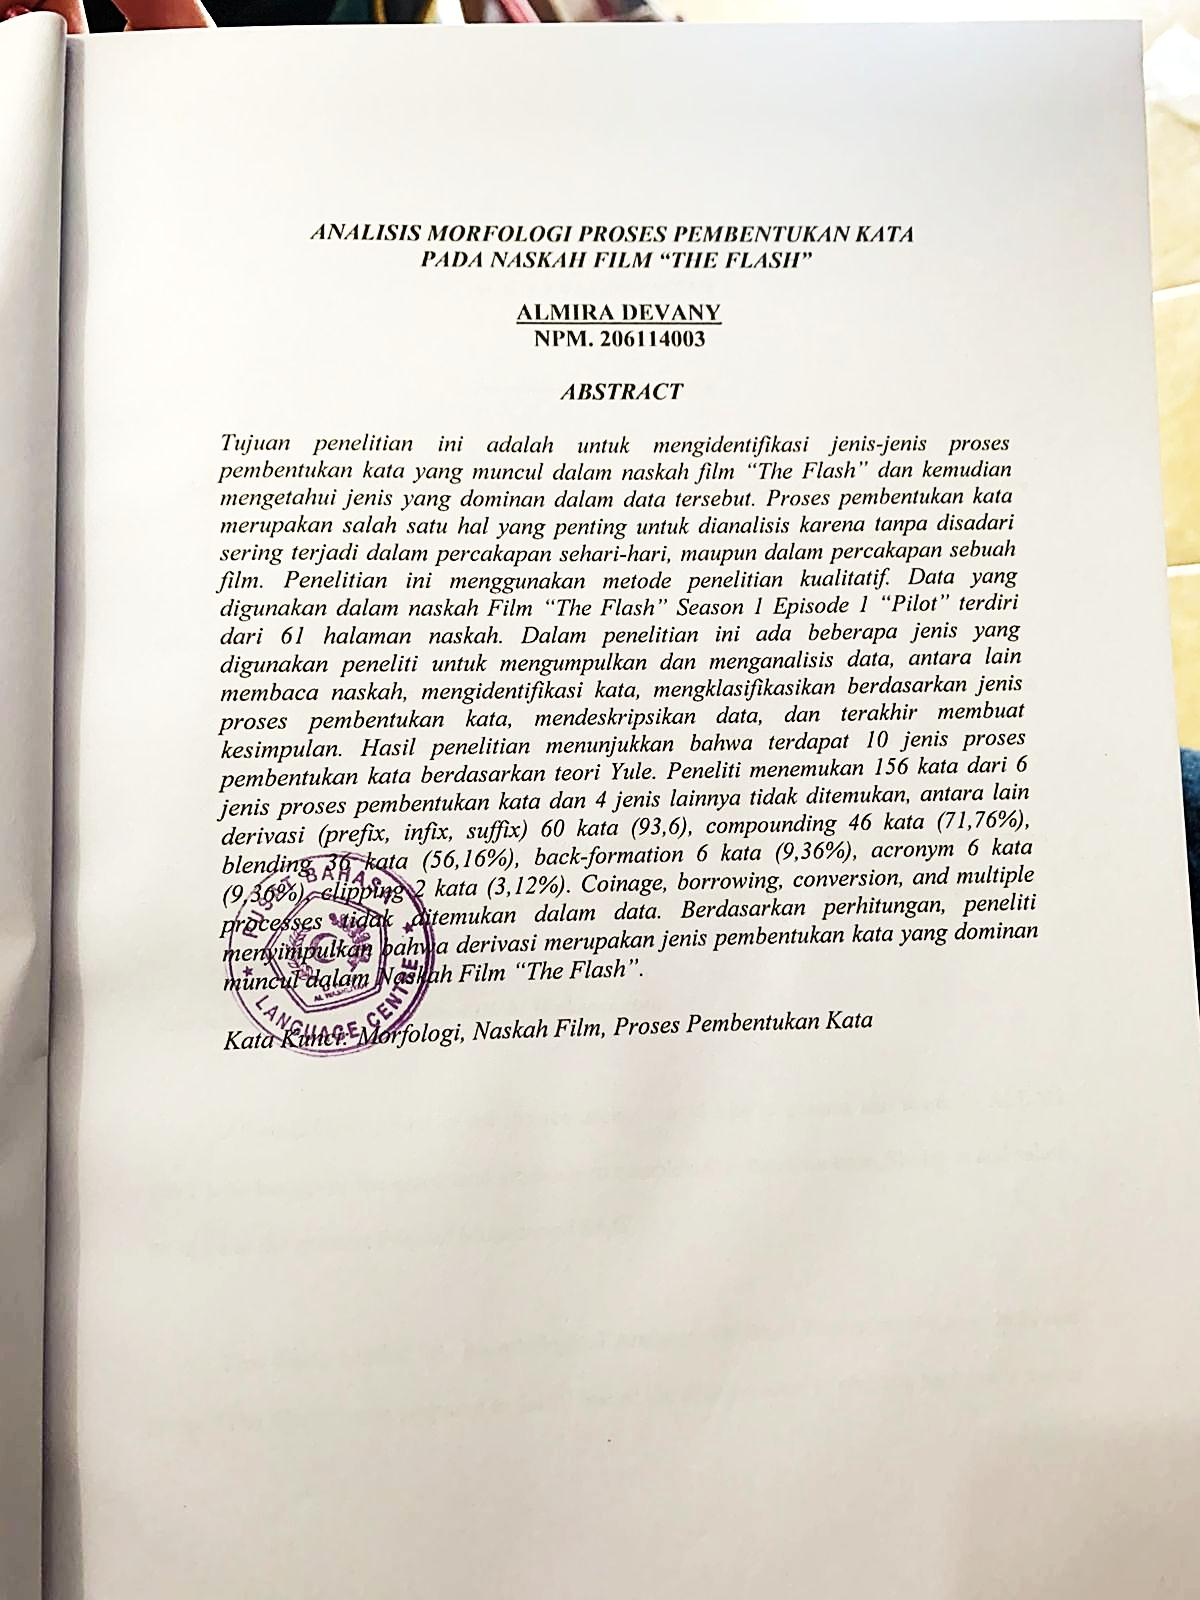 ANALISIS MORFOLOGI PROSES PEMBENTUKAN KATA
PADA NASKAH FILM “THE FLASH”
ALMIRA DEVANY
NPM. 206114003
ABSTRACT
Tujuan penelitian ini adalah untuk mengidentifikasi jenis-jenis proses
pembentukan kata yang muncul dalam naskah film “The Flash” dan kemudian
mengetahui jenis yang dominan dalam data tersebut. Proses pembentukan kata
merupakan salah satu hal yang penting untuk dianalisis karena tanpa disadari
sering terjadi dalam percakapan sehari-hari, maupun dalam percakapan sebuah
film. Penelitian ini menggunakan metode penelitian kualitatif. Data yang
digunakan dalam naskah Film “The Flash” Season 1 Episode 1 “Pilot” terdiri
dari 61 halaman naskah. Dalam penelitian ini ada beberapa jenis yang
digunakan peneliti untuk mengumpulkan dan menganalisis data, antara lain
membaca naskah, mengidentifikasi kata, mengklasifikasikan berdasarkan jenis
proses pembentukan kata, mendeskripsikan data, dan terakhir membuat
kesimpulan. Hasil penelitian menunjukkan bahwa terdapat 10 jenis proses
pembentukan kata berdasarkan teori Yule. Peneliti menemukan 156 kata dari 6
jenis proses pembentukan kata dan 4 jenis lainnya tidak ditemukan, antara lain
derivasi (prefix, infix, suffix) 60 kata (93,6), compounding 46 kata (71,76%),
blending 36 kata (56,16%), back-formation 6 kata (9,36%), acronym 6 kata
(9,36%), clipping 2 kata (3,12%). Coinage, borrowing, conversion, and multiple
processes tidak ditemukan dalam data. Berdasarkan perhitungan, peneliti
menyimpulkan bahwa derivasi merupakan jenis pembentukan kata yang dominan
muncul dalam Naskah Film “The Flash”.
Kata Kunci: Morfologi, Naskah Film, Proses Pembentukan Kata
PUSAT BAHASA
LANGUAGE CENTRE